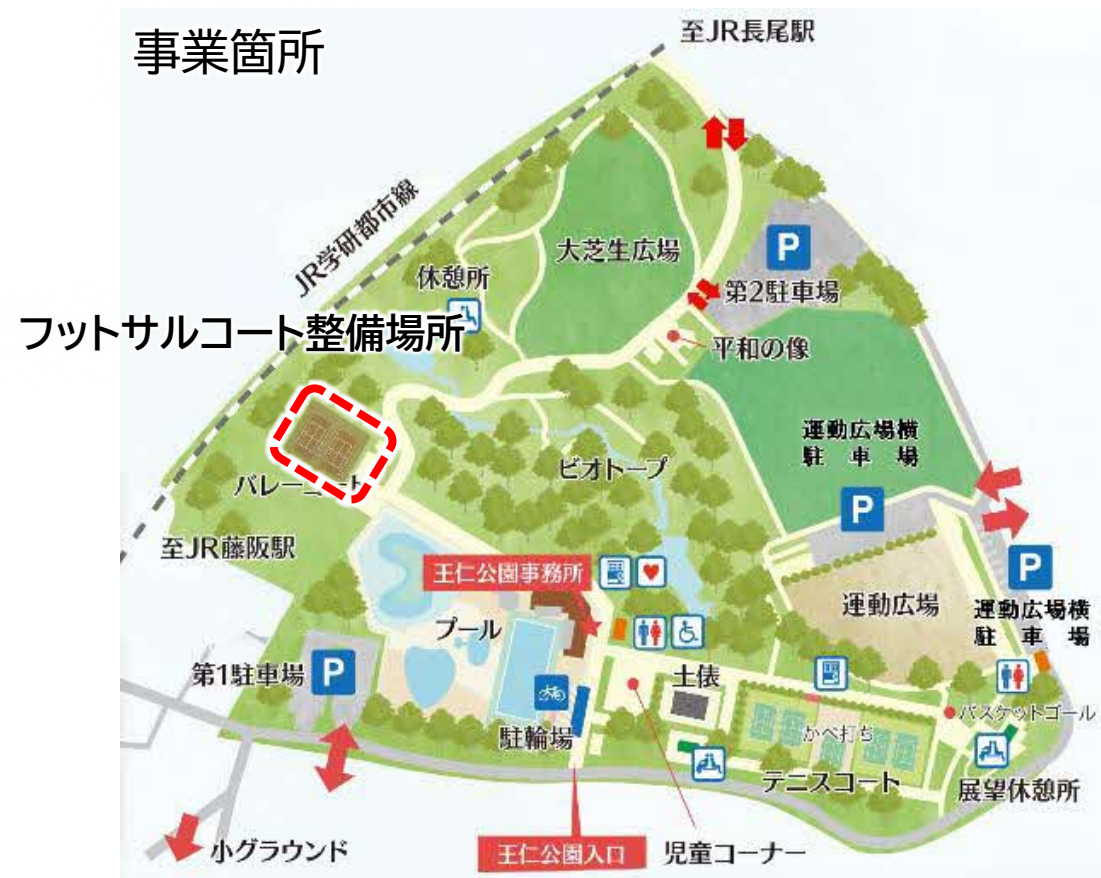 事業箇所
至JR長尾駅
JR学研都市線
大芝生広場
P
休憩所
第2駐車場
フットサルコート整備場所
平和の像
運動広場横
駐車場
バレーコート
ビオトープ
P
至JR藤阪駅
王仁公園事務所
P
運動広場
運動広場横
駐車場
プール
第1駐車場
P
土俵
バスケットゴール
かべ打ち
駐輪場
テニスコート
展望休憩所
小グラウンド
王仁公園入口
児童コーナー